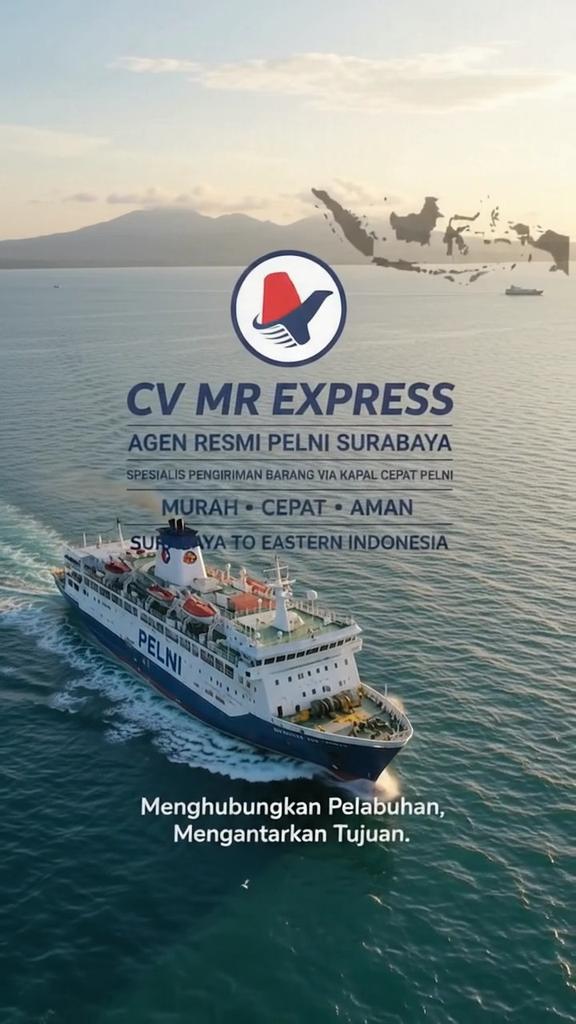 CV MR EXPRESS
AGEN RESMI PELNI SURABAYA
SPESIALIS PENGIRIMAN BARANG VIA KAPAL CEPAT PELNI
MURAH • CEPAT • AMAN
SURABAYA TO EASTERN INDONESIA
PELNI
Menghubungkan Pelabuhan,
Mengantarkan Tujuan.